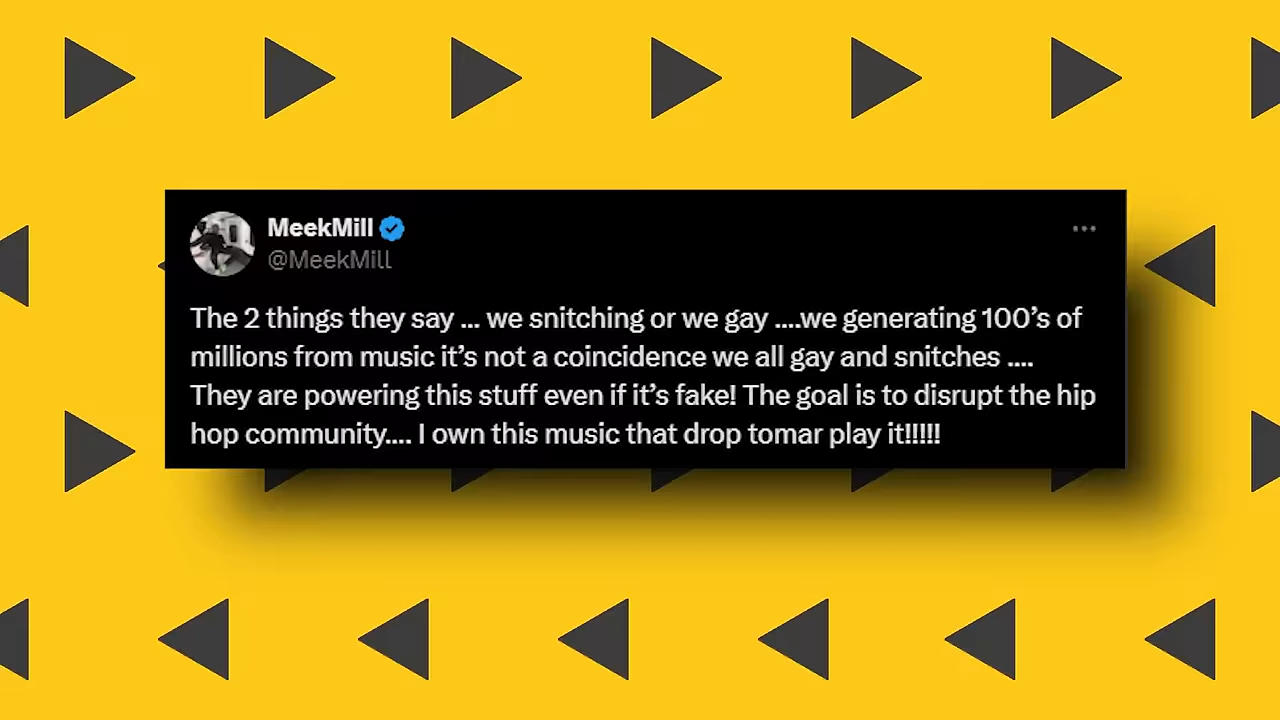 MeekMill
@MeekMill
The 2 things they say ... we snitching or we gay ....we generating 100’s of
millions from music it’s not a coincidence we all gay and snitches ....
They are powering this stuff even if it’s fake! The goal is to disrupt the hip
hop community.... I own this music that drop tomar play it!!!!!